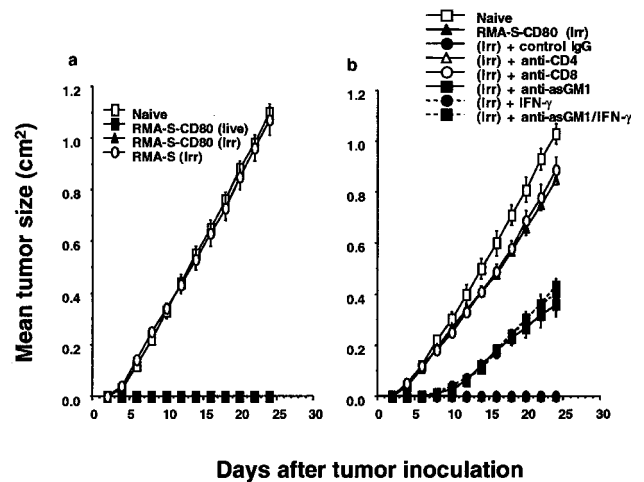 Naive
RMA-S-CD80 (Irr)
(Irr) + control IgG
(Irr) + anti-CD4
(Irr) + anti-CD8
(Irr) + anti-asGM1
(Irr) + IFN-γ
(Irr) + anti-asGM1/IFN-γ
a
b
Naive
RMA-S-CD80 (live)
RMA-S-CD80 (Irr)
RMA-S (Irr)
Mean tumor size (cm²)
1.2
1.0
0.8
0.6
0.4
0.2
0.0
0 5 10 15 20 25 30
1.2
1.0
0.8
0.6
0.4
0.2
0.0
0 5 10 15 20 25 30
Days after tumor inoculation